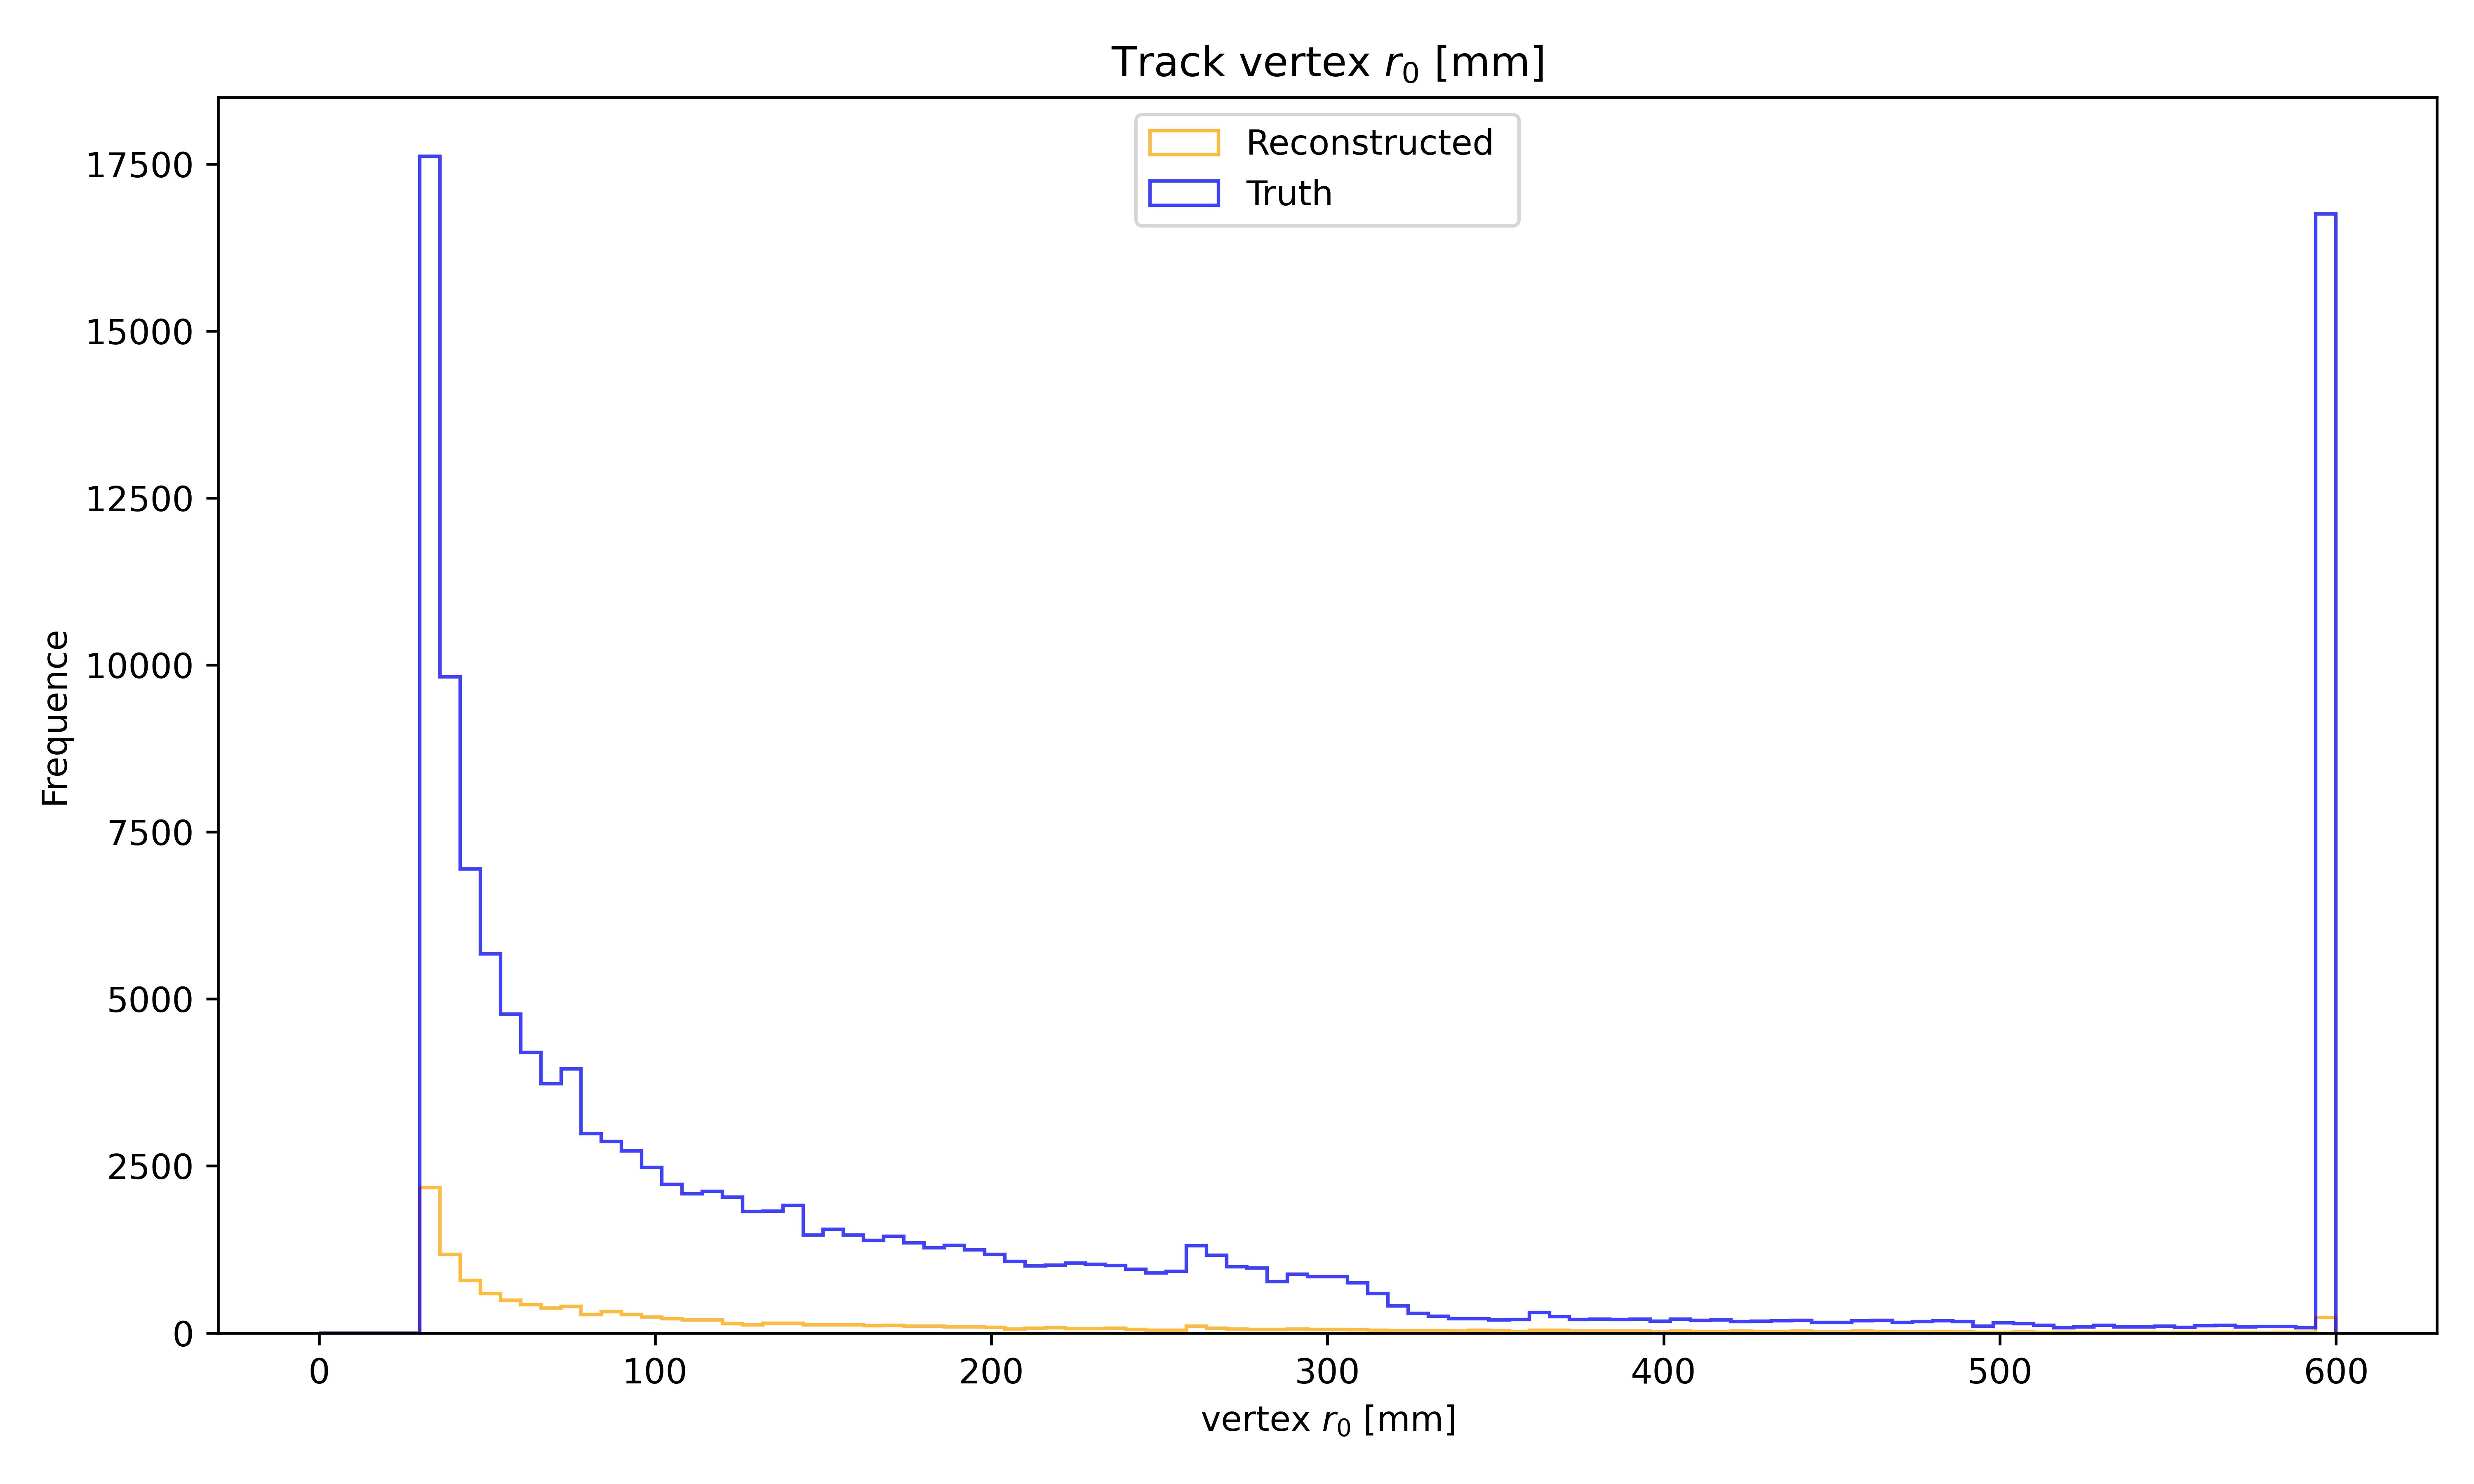 Track vertex r₀ [mm]
Reconstructed
Truth
17500
15000
12500
10000
7500
5000
2500
0
Frequence
0 100 200 300 400 500 600
vertex r₀ [mm]